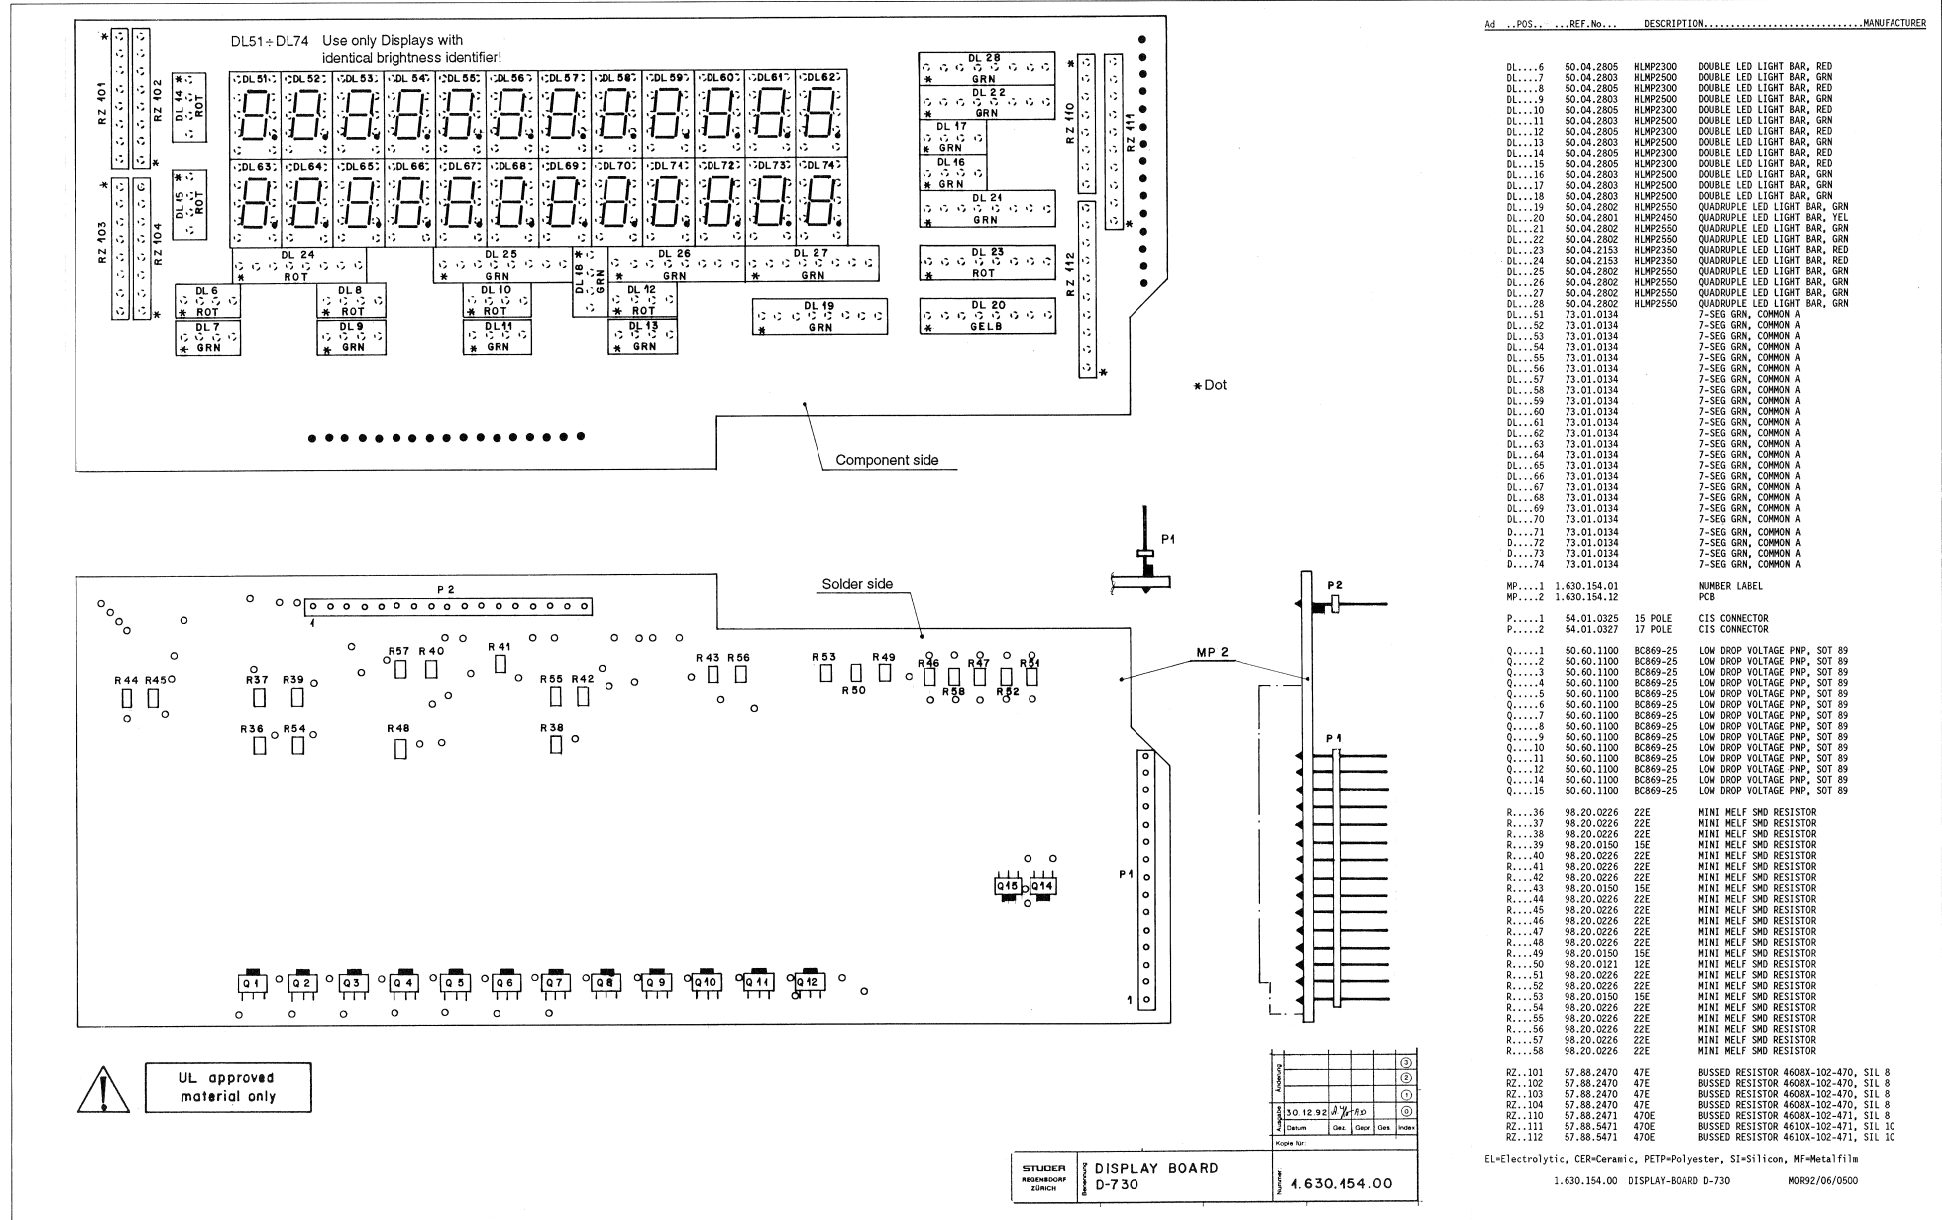 DL51÷DL74 Use only Displays with
identical brightness identifier!
RZ 101
RZ 102
RZ 103
RZ 104
DL 14 ROT
DL 15 ROT
DL51 DL52 DL53 DL54 DL55 DL56 DL57 DL58 DL59 DL60 DL61 DL62
DL63 DL64 DL65 DL66 DL67 DL68 DL69 DL70 DL71 DL72 DL73 DL74
DL 28
* GRN
DL 22
* GRN
DL 17
* GRN
DL 16
* GRN
DL 21
* GRN
DL 23
* ROT
DL 20
* GELB
RZ 110
RZ 111
RZ 112
DL 24
* ROT
DL 25
* GRN
DL 18 GRN
DL 26
* GRN
DL 27
* GRN
DL 6
* ROT
DL 8
* ROT
DL 10
* ROT
DL 12
* ROT
DL 7
* GRN
DL 9
* GRN
DL 11
* GRN
DL 13
* GRN
DL 19
* GRN
* Dot
Component side
P1
P 2
1
Solder side
P2
MP 2
R57 R 40 R 41
R 43 R 56
R 53 R49 R46 R47 R51
R50 R58 R52
R 44 R45 R37 R39 R55 R 42
R36 R54 R48 R38
P 1
P1
1
Q15 Q14
Q 1 Q 2 Q 3 Q 4 Q 5 Q 6 Q 7 Q8 Q 9 Q10 Q11 Q12
UL approved
material only
Änderung
3
2
1
Ausgabe 30.12.92 0
Datum Gez. Gepr Ges Index
Kopie für:
STUDER
REGENSDORF
ZÜRICH
Benennung
DISPLAY BOARD
D-730
Nummer
1.630.154.00
Ad ..POS.. ...REF.No... DESCRIPTION............................MANUFACTURER
DL....6 50.04.2805 HLMP2300 DOUBLE LED LIGHT BAR, RED
DL....7 50.04.2803 HLMP2500 DOUBLE LED LIGHT BAR, GRN
DL....8 50.04.2805 HLMP2300 DOUBLE LED LIGHT BAR, RED
DL....9 50.04.2803 HLMP2500 DOUBLE LED LIGHT BAR, GRN
DL...10 50.04.2805 HLMP2300 DOUBLE LED LIGHT BAR, RED
DL...11 50.04.2803 HLMP2500 DOUBLE LED LIGHT BAR, GRN
DL...12 50.04.2805 HLMP2300 DOUBLE LED LIGHT BAR, RED
DL...13 50.04.2803 HLMP2500 DOUBLE LED LIGHT BAR, GRN
DL...14 50.04.2805 HLMP2300 DOUBLE LED LIGHT BAR, RED
DL...15 50.04.2805 HLMP2300 DOUBLE LED LIGHT BAR, RED
DL...16 50.04.2803 HLMP2500 DOUBLE LED LIGHT BAR, GRN
DL...17 50.04.2803 HLMP2500 DOUBLE LED LIGHT BAR, GRN
DL...18 50.04.2803 HLMP2500 DOUBLE LED LIGHT BAR, GRN
DL...19 50.04.2802 HLMP2550 QUADRUPLE LED LIGHT BAR, GRN
DL...20 50.04.2801 HLMP2450 QUADRUPLE LED LIGHT BAR, YEL
DL...21 50.04.2802 HLMP2550 QUADRUPLE LED LIGHT BAR, GRN
DL...22 50.04.2802 HLMP2550 QUADRUPLE LED LIGHT BAR, GRN
DL...23 50.04.2153 HLMP2350 QUADRUPLE LED LIGHT BAR, RED
DL...24 50.04.2153 HLMP2350 QUADRUPLE LED LIGHT BAR, RED
DL...25 50.04.2802 HLMP2550 QUADRUPLE LED LIGHT BAR, GRN
DL...26 50.04.2802 HLMP2550 QUADRUPLE LED LIGHT BAR, GRN
DL...27 50.04.2802 HLMP2550 QUADRUPLE LED LIGHT BAR, GRN
DL...28 50.04.2802 HLMP2550 QUADRUPLE LED LIGHT BAR, GRN
DL...51 73.01.0134 7-SEG GRN, COMMON A
DL...52 73.01.0134 7-SEG GRN, COMMON A
DL...53 73.01.0134 7-SEG GRN, COMMON A
DL...54 73.01.0134 7-SEG GRN, COMMON A
DL...55 73.01.0134 7-SEG GRN, COMMON A
DL...56 73.01.0134 7-SEG GRN, COMMON A
DL...57 73.01.0134 7-SEG GRN, COMMON A
DL...58 73.01.0134 7-SEG GRN, COMMON A
DL...59 73.01.0134 7-SEG GRN, COMMON A
DL...60 73.01.0134 7-SEG GRN, COMMON A
DL...61 73.01.0134 7-SEG GRN, COMMON A
DL...62 73.01.0134 7-SEG GRN, COMMON A
DL...63 73.01.0134 7-SEG GRN, COMMON A
DL...64 73.01.0134 7-SEG GRN, COMMON A
DL...65 73.01.0134 7-SEG GRN, COMMON A
DL...66 73.01.0134 7-SEG GRN, COMMON A
DL...67 73.01.0134 7-SEG GRN, COMMON A
DL...68 73.01.0134 7-SEG GRN, COMMON A
DL...69 73.01.0134 7-SEG GRN, COMMON A
DL...70 73.01.0134 7-SEG GRN, COMMON A
D....71 73.01.0134 7-SEG GRN, COMMON A
D....72 73.01.0134 7-SEG GRN, COMMON A
D....73 73.01.0134 7-SEG GRN, COMMON A
D....74 73.01.0134 7-SEG GRN, COMMON A
MP....1 1.630.154.01 NUMBER LABEL
MP....2 1.630.154.12 PCB
P.....1 54.01.0325 15 POLE CIS CONNECTOR
P.....2 54.01.0327 17 POLE CIS CONNECTOR
Q.....1 50.60.1100 BC869-25 LOW DROP VOLTAGE PNP, SOT 89
Q.....2 50.60.1100 BC869-25 LOW DROP VOLTAGE PNP, SOT 89
Q.....3 50.60.1100 BC869-25 LOW DROP VOLTAGE PNP, SOT 89
Q.....4 50.60.1100 BC869-25 LOW DROP VOLTAGE PNP, SOT 89
Q.....5 50.60.1100 BC869-25 LOW DROP VOLTAGE PNP, SOT 89
Q.....6 50.60.1100 BC869-25 LOW DROP VOLTAGE PNP, SOT 89
Q.....7 50.60.1100 BC869-25 LOW DROP VOLTAGE PNP, SOT 89
Q.....8 50.60.1100 BC869-25 LOW DROP VOLTAGE PNP, SOT 89
Q.....9 50.60.1100 BC869-25 LOW DROP VOLTAGE PNP, SOT 89
Q....10 50.60.1100 BC869-25 LOW DROP VOLTAGE PNP, SOT 89
Q....11 50.60.1100 BC869-25 LOW DROP VOLTAGE PNP, SOT 89
Q....12 50.60.1100 BC869-25 LOW DROP VOLTAGE PNP, SOT 89
Q....14 50.60.1100 BC869-25 LOW DROP VOLTAGE PNP, SOT 89
Q....15 50.60.1100 BC869-25 LOW DROP VOLTAGE PNP, SOT 89
R....36 98.20.0226 22E MINI MELF SMD RESISTOR
R....37 98.20.0226 22E MINI MELF SMD RESISTOR
R....38 98.20.0226 22E MINI MELF SMD RESISTOR
R....39 98.20.0150 15E MINI MELF SMD RESISTOR
R....40 98.20.0226 22E MINI MELF SMD RESISTOR
R....41 98.20.0226 22E MINI MELF SMD RESISTOR
R....42 98.20.0226 22E MINI MELF SMD RESISTOR
R....43 98.20.0150 15E MINI MELF SMD RESISTOR
R....44 98.20.0226 22E MINI MELF SMD RESISTOR
R....45 98.20.0226 22E MINI MELF SMD RESISTOR
R....46 98.20.0226 22E MINI MELF SMD RESISTOR
R....47 98.20.0226 22E MINI MELF SMD RESISTOR
R....48 98.20.0226 22E MINI MELF SMD RESISTOR
R....49 98.20.0150 15E MINI MELF SMD RESISTOR
R....50 98.20.0121 12E MINI MELF SMD RESISTOR
R....51 98.20.0226 22E MINI MELF SMD RESISTOR
R....52 98.20.0226 22E MINI MELF SMD RESISTOR
R....53 98.20.0150 15E MINI MELF SMD RESISTOR
R....54 98.20.0226 22E MINI MELF SMD RESISTOR
R....55 98.20.0226 22E MINI MELF SMD RESISTOR
R....56 98.20.0226 22E MINI MELF SMD RESISTOR
R....57 98.20.0226 22E MINI MELF SMD RESISTOR
R....58 98.20.0226 22E MINI MELF SMD RESISTOR
RZ..101 57.88.2470 47E BUSSED RESISTOR 4608X-102-470, SIL 8
RZ..102 57.88.2470 47E BUSSED RESISTOR 4608X-102-470, SIL 8
RZ..103 57.88.2470 47E BUSSED RESISTOR 4608X-102-470, SIL 8
RZ..104 57.88.2470 47E BUSSED RESISTOR 4608X-102-470, SIL 8
RZ..110 57.88.2471 470E BUSSED RESISTOR 4608X-102-471, SIL 8
RZ..111 57.88.5471 470E BUSSED RESISTOR 4610X-102-471, SIL 10
RZ..112 57.88.5471 470E BUSSED RESISTOR 4610X-102-471, SIL 10
EL=Electrolytic, CER=Ceramic, PETP=Polyester, SI=Silicon, MF=Metalfilm
1.630.154.00 DISPLAY-BOARD D-730 MOR92/06/0500